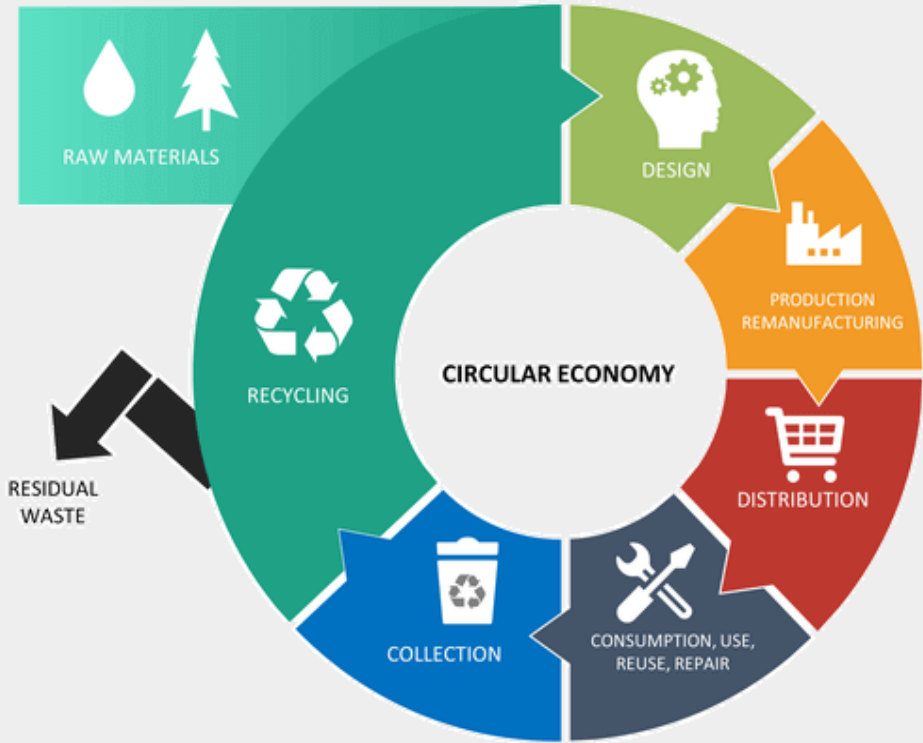 RAW MATERIALS
DESIGN
PRODUCTION
REMANUFACTURING
DISTRIBUTION
CONSUMPTION, USE,
REUSE, REPAIR
COLLECTION
RECYCLING
RESIDUAL
WASTE
CIRCULAR ECONOMY